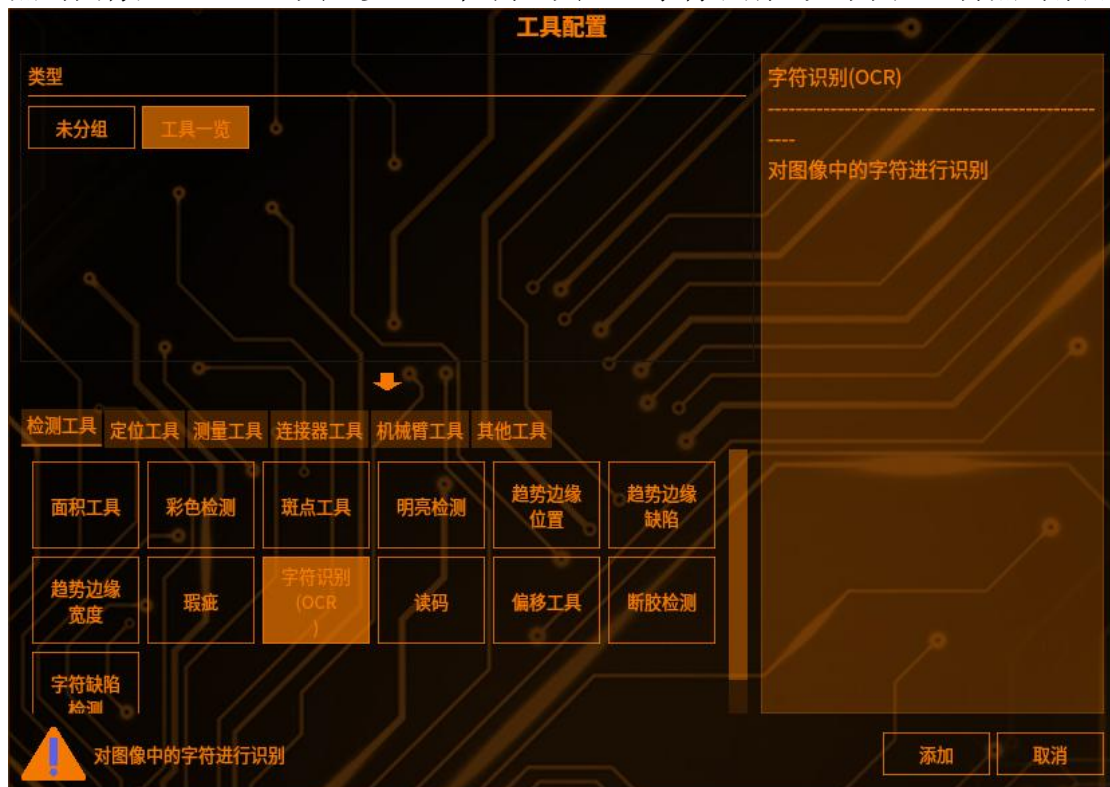 工具配置
类型
未分组
工具一览
字符识别(OCR)
-----------------------------------------------
----
对图像中的字符进行识别
检测工具 定位工具 测量工具 连接器工具 机械臂工具 其他工具
面积工具
彩色检测
斑点工具
明亮检测
趋势边缘
位置
趋势边缘
缺陷
趋势边缘
宽度
瑕疵
字符识别
(OCR
)
读码
偏移工具
断胶检测
字符缺陷
检测
对图像中的字符进行识别
添加
取消